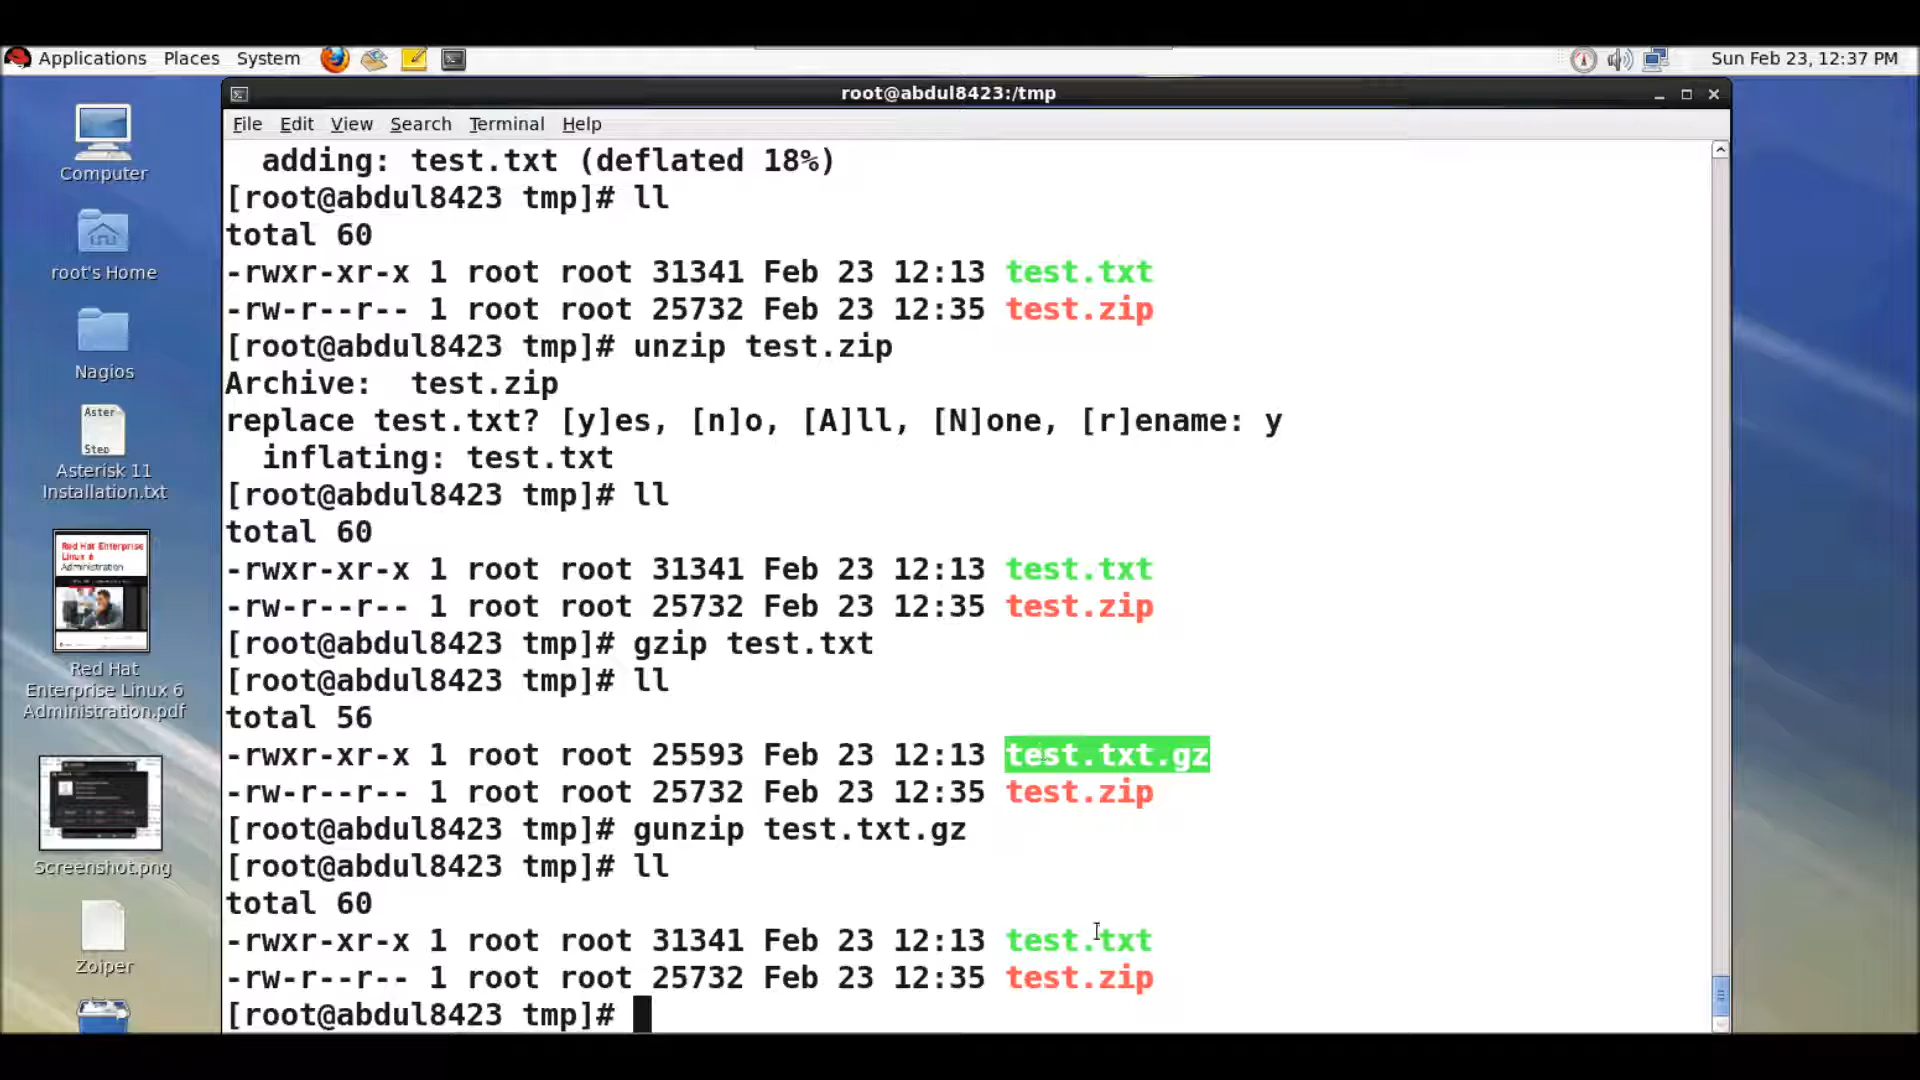 Applications Places System Sun Feb 23, 12:37 PM
root@abdul8423:/tmp
File Edit View Search Terminal Help
Computer
root's Home
Nagios
Aster
Step
Asterisk 11
Installation.txt
Red Hat Enterprise
Linux 6
Administration
Red Hat
Enterprise Linux 6
Administration.pdf
Screenshot.png
Zoiper
  adding: test.txt (deflated 18%)
[root@abdul8423 tmp]# ll
total 60
-rwxr-xr-x 1 root root 31341 Feb 23 12:13 test.txt
-rw-r--r-- 1 root root 25732 Feb 23 12:35 test.zip
[root@abdul8423 tmp]# unzip test.zip
Archive:  test.zip
replace test.txt? [y]es, [n]o, [A]ll, [N]one, [r]ename: y
  inflating: test.txt
[root@abdul8423 tmp]# ll
total 60
-rwxr-xr-x 1 root root 31341 Feb 23 12:13 test.txt
-rw-r--r-- 1 root root 25732 Feb 23 12:35 test.zip
[root@abdul8423 tmp]# gzip test.txt
[root@abdul8423 tmp]# ll
total 56
-rwxr-xr-x 1 root root 25593 Feb 23 12:13 test.txt.gz
-rw-r--r-- 1 root root 25732 Feb 23 12:35 test.zip
[root@abdul8423 tmp]# gunzip test.txt.gz
[root@abdul8423 tmp]# ll
total 60
-rwxr-xr-x 1 root root 31341 Feb 23 12:13 test.txt
-rw-r--r-- 1 root root 25732 Feb 23 12:35 test.zip
[root@abdul8423 tmp]#